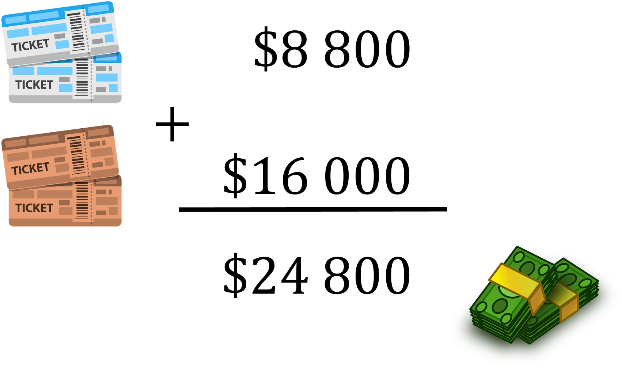 TICKET
TICKET
$8 800
+
TICKET
TICKET
$16 000
$24 800